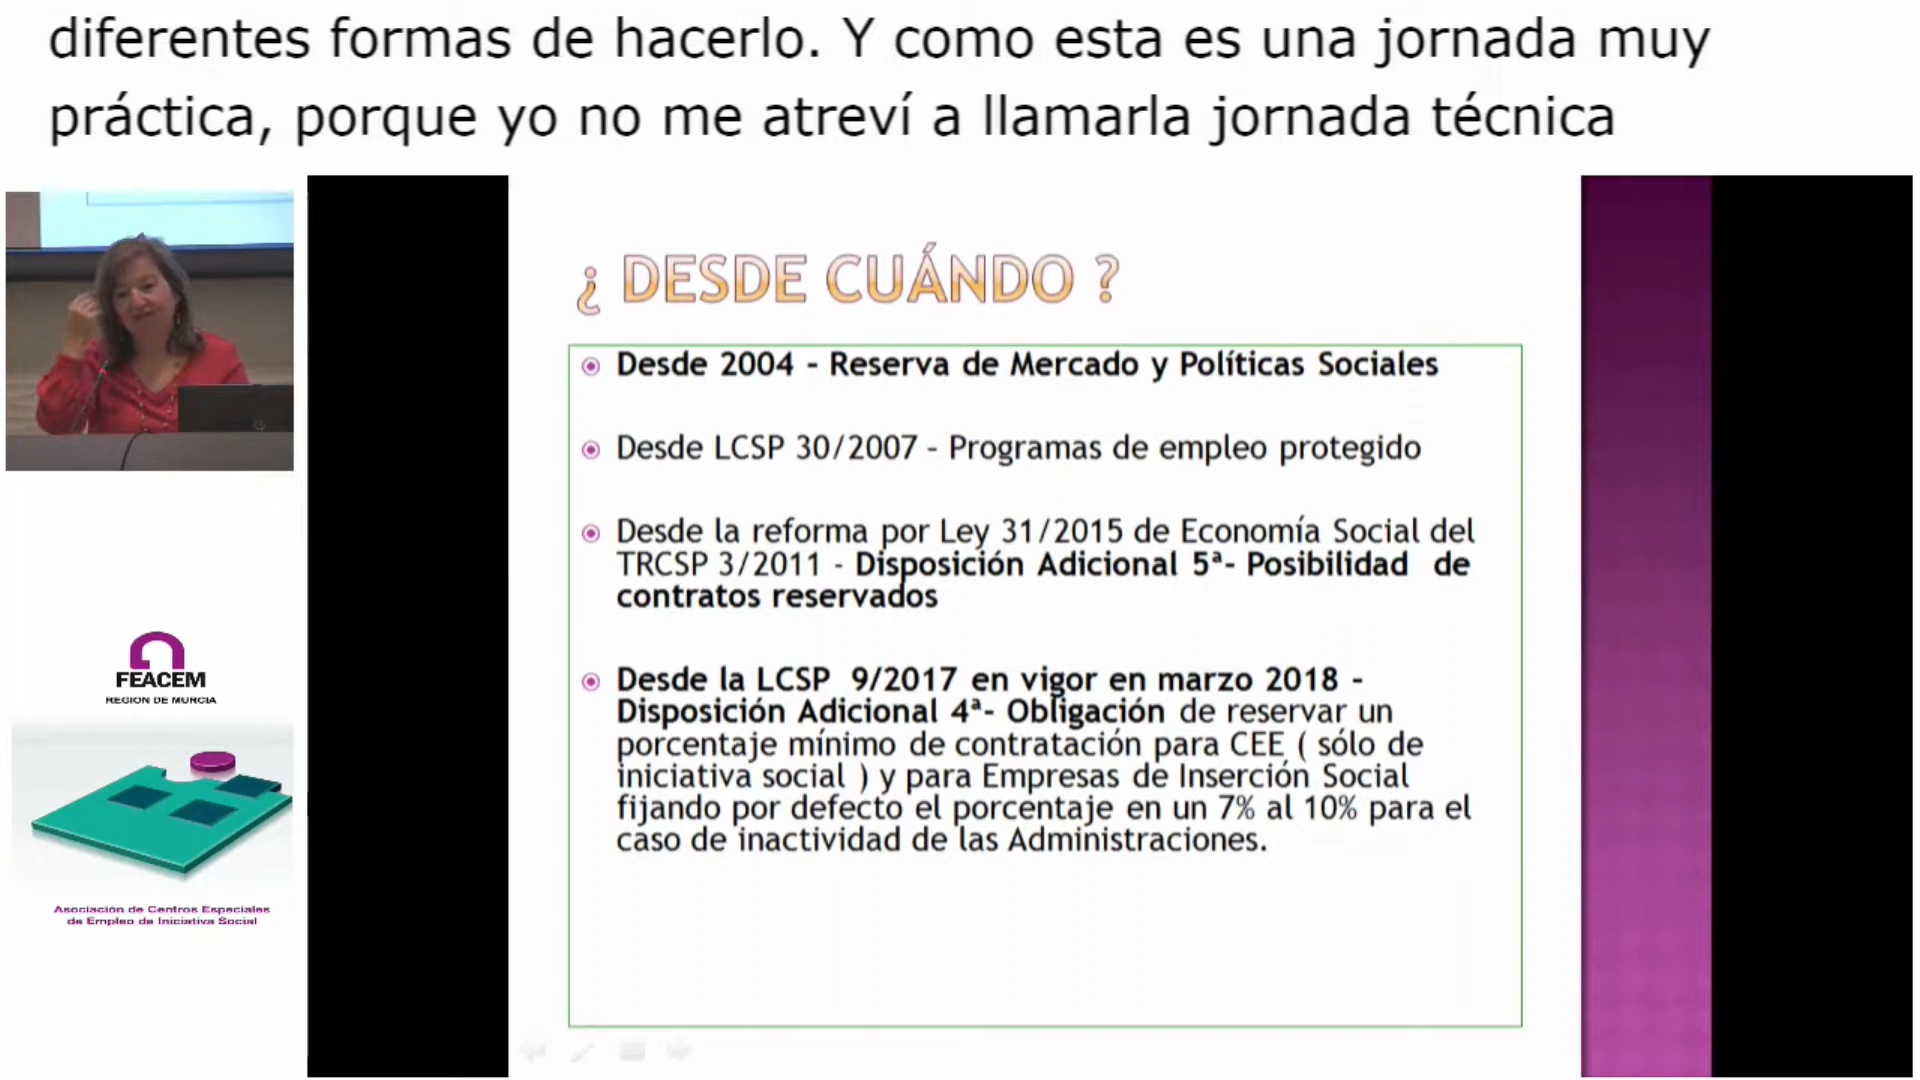 diferentes formas de hacerlo. Y como esta es una jornada muy
práctica, porque yo no me atreví a llamarla jornada técnica
¿ DESDE CUÁNDO ?
Desde 2004 - Reserva de Mercado y Políticas Sociales
Desde LCSP 30/2007 - Programas de empleo protegido
Desde la reforma por Ley 31/2015 de Economía Social del
TRCSP 3/2011 - Disposición Adicional 5ª- Posibilidad de
contratos reservados
Desde la LCSP 9/2017 en vigor en marzo 2018 -
Disposición Adicional 4ª- Obligación de reservar un
porcentaje mínimo de contratación para CEE ( sólo de
iniciativa social ) y para Empresas de Inserción Social
fijando por defecto el porcentaje en un 7% al 10% para el
caso de inactividad de las Administraciones.
FEACEM
REGION DE MURCIA
Asociación de Centros Especiales
de Empleo de Iniciativa Social